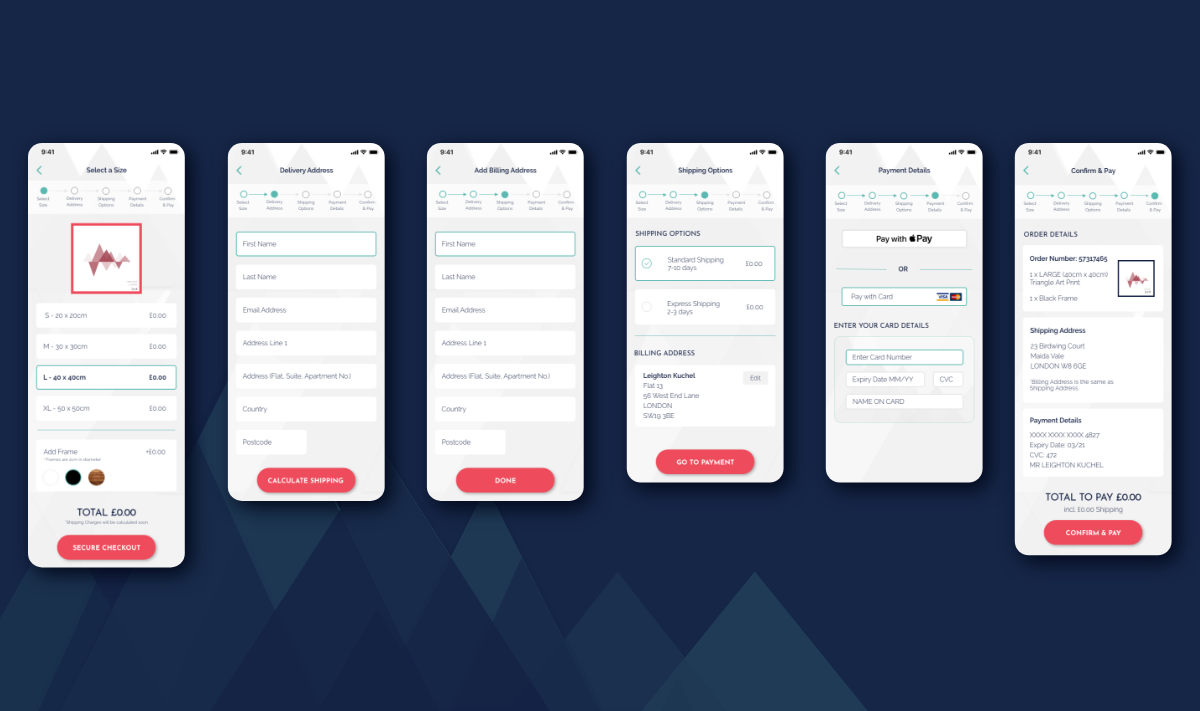 9:41
Select a Size
Select Size
Delivery Address
Shipping Options
Payment Details
Confirm & Pay
S - 20 x 20cm £0.00
M - 30 x 30cm £0.00
L - 40 x 40cm £0.00
XL - 50 x 50cm £0.00
Add Frame +£0.00
TOTAL £0.00
*Shipping Charges will be calculated soon
SECURE CHECKOUT
9:41
Delivery Address
Select Size
Delivery Address
Shipping Options
Payment Details
Confirm & Pay
First Name
Last Name
Email Address
Address Line 1
Address (Flat, Suite, Apartment No.)
Country
Postcode
CALCULATE SHIPPING
9:41
Add Billing Address
Select Size
Delivery Address
Shipping Options
Payment Details
Confirm & Pay
First Name
Last Name
Email Address
Address Line 1
Address (Flat, Suite, Apartment No.)
Country
Postcode
DONE
9:41
Shipping Options
Select Size
Delivery Address
Shipping Options
Payment Details
Confirm & Pay
SHIPPING OPTIONS
Standard Shipping £0.00
7-10 days
Express Shipping £0.00
2-3 days
BILLING ADDRESS
Leighton Kuchel Edit
Flat 13
56 West End Lane
LONDON
SW19 3BE
GO TO PAYMENT
9:41
Payment Details
Select Size
Delivery Address
Shipping Options
Payment Details
Confirm & Pay
Pay with Pay
OR
Pay with Card VISA
ENTER YOUR CARD DETAILS
Enter Card Number
Expiry Date MM/YY CVC
NAME ON CARD
9:41
Confirm & Pay
Select Size
Delivery Address
Shipping Options
Payment Details
Confirm & Pay
ORDER DETAILS
Order Number: 57317465
1 x LARGE (40cm x 40cm)
Triangle Art Print
1 x Black Frame
Shipping Address
23 Birdwing Court
Maida Vale
LONDON W8 6GE
*Billing Address is the same as
Shipping Address
Payment Details
XXXX XXXX XXXX 4827
Expiry Date: 03/21
CVC: 472
MR LEIGHTON KUCHEL
TOTAL TO PAY £0.00
incl. £0.00 Shipping
CONFIRM & PAY